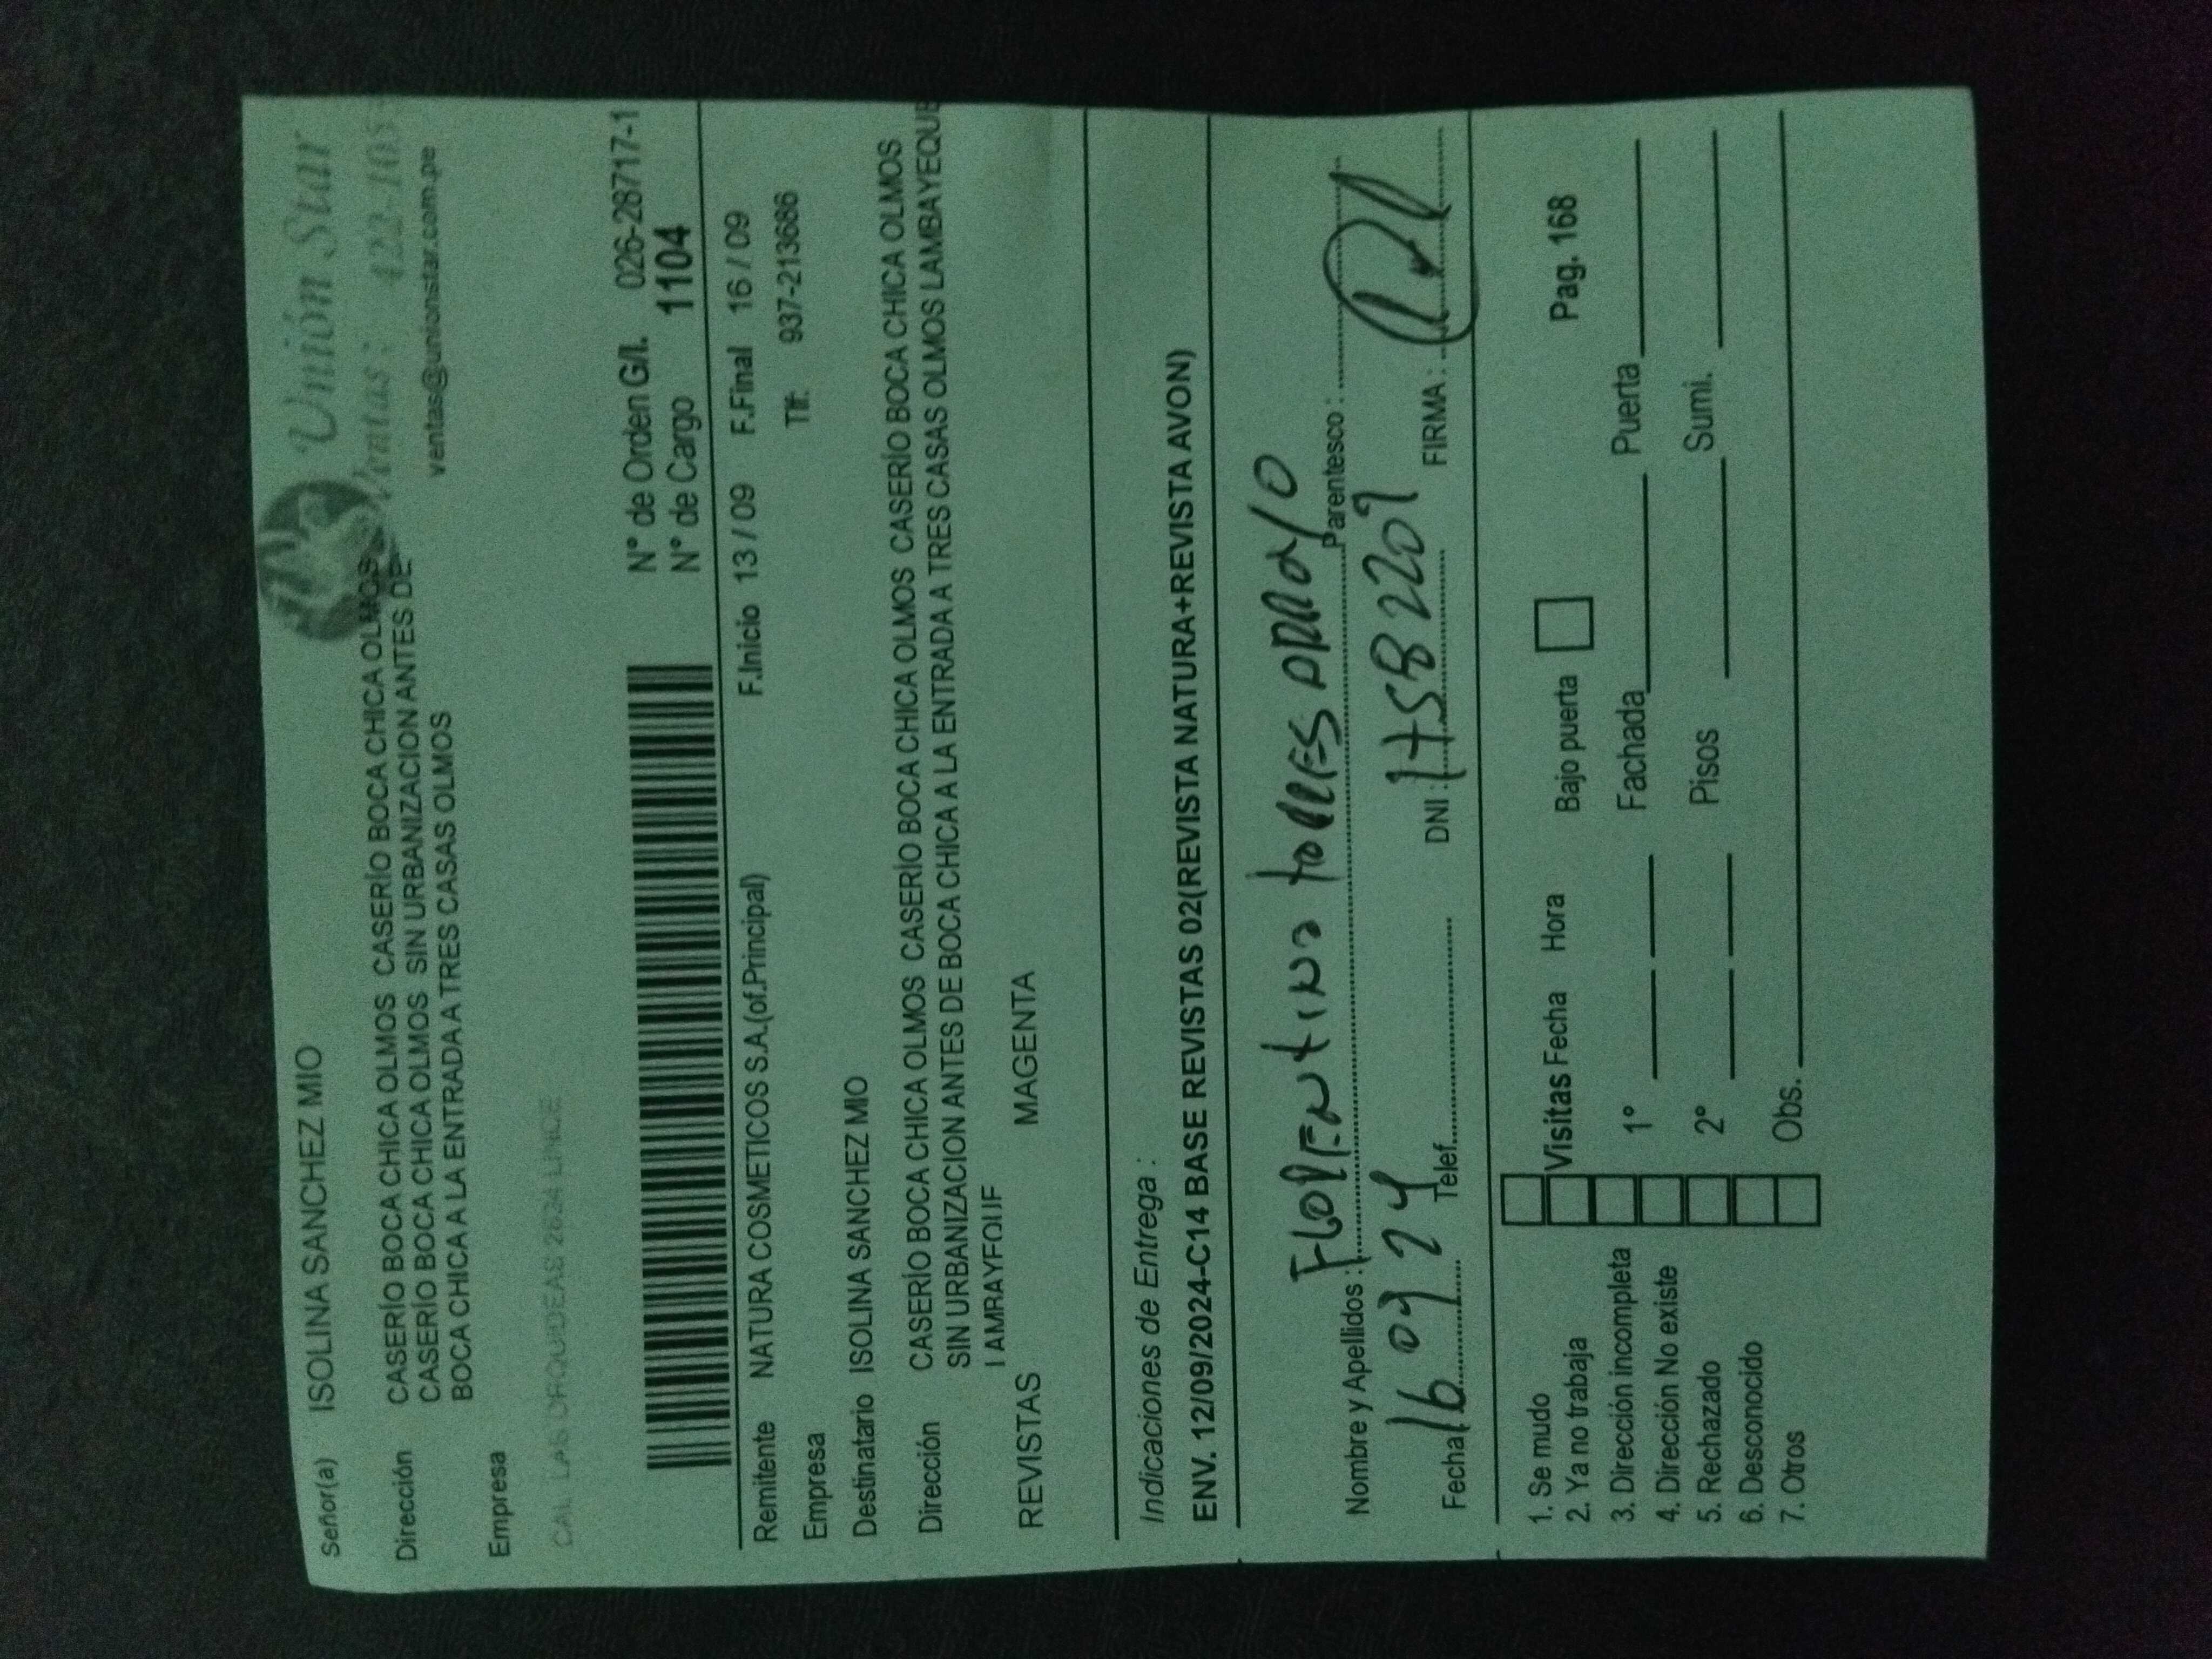 Señor(a) ISOLINA SANCHEZ MIO
Unión Star
Ventas: 422-105
ventas@unionstar.com.pe
Dirección CASERÍO BOCA CHICA OLMOS CASERÍO BOCA CHICA OLMOS
CASERÍO BOCA CHICA OLMOS SIN URBANIZACION ANTES DE
BOCA CHICA A LA ENTRADA A TRES CASAS OLMOS
Empresa
CAL. LAS ORQUIDEAS 2634 LINCE
N° de Orden G/I. 026-28717-1
N° de Cargo 1104
Remitente NATURA COSMETICOS S.A.(of.Principal) F.Inicio 13 / 09 F.Final 16 / 09
Empresa Tlf: 937-213686
Destinatario ISOLINA SANCHEZ MIO
Dirección CASERÍO BOCA CHICA OLMOS CASERÍO BOCA CHICA OLMOS CASERÍO BOCA CHICA OLMOS
SIN URBANIZACION ANTES DE BOCA CHICA A LA ENTRADA A TRES CASAS OLMOS LAMBAYEQUE
LAMBAYEQUE
REVISTAS MAGENTA
Indicaciones de Entrega :
ENV. 12/09/2024-C14 BASE REVISTAS 02(REVISTA NATURA+REVISTA AVON)
Nombre y Apellidos : Florentino torres Parentesco :
Fecha 16 09 24 Telef. DNI : 17582209 FIRMA :
1. Se mudo
2. Ya no trabaja
3. Dirección incompleta
4. Dirección No existe
5. Rechazado
6. Desconocido
7. Otros
Visitas Fecha Hora Bajo puerta Pag. 168
1° Fachada Puerta
2° Pisos Sumi.
Obs.